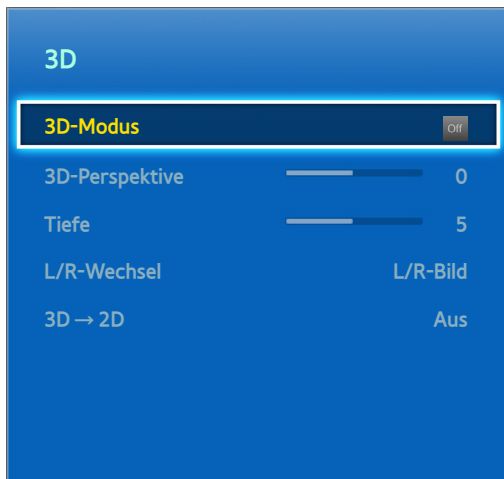 3D
3D-Modus Off
3D-Perspektive 0
Tiefe 5
L/R-Wechsel L/R-Bild
3D → 2D Aus